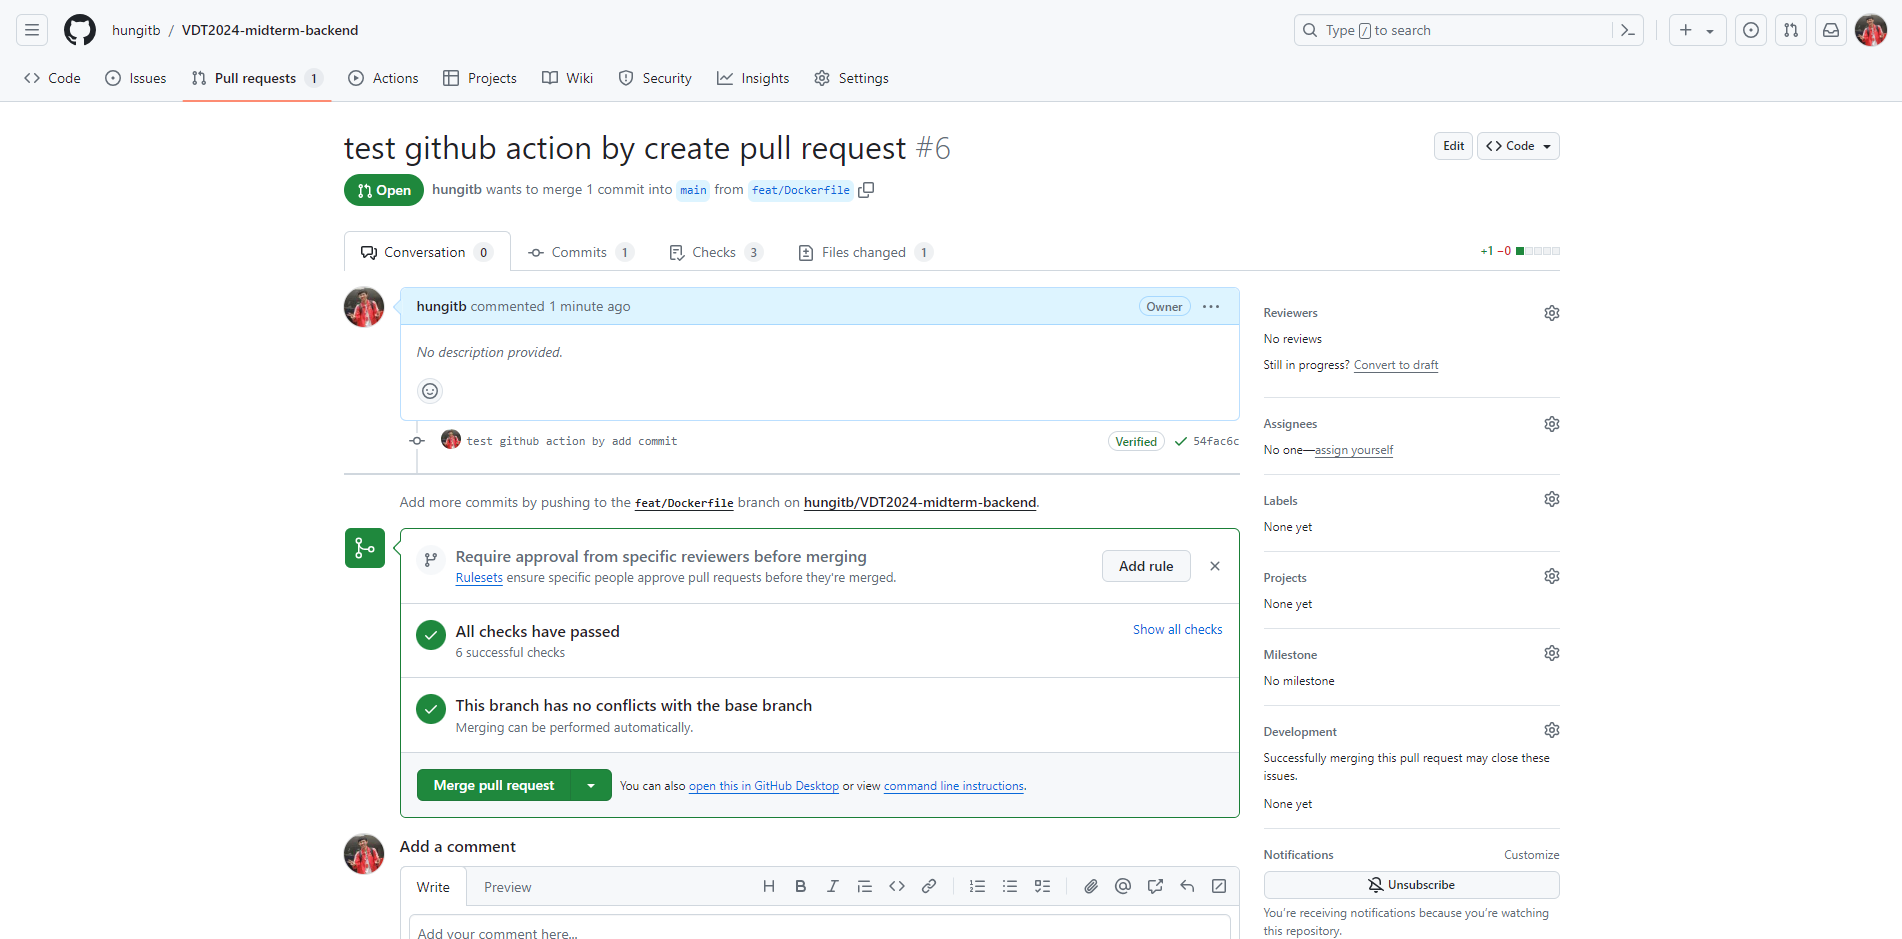 hungitb / VDT2024-midterm-backend
Type / to search
Code Issues Pull requests 1 Actions Projects Wiki Security Insights Settings
test github action by create pull request #6
Edit
Code
Open
hungitb wants to merge 1 commit into main from feat/Dockerfile
Conversation 0
Commits 1
Checks 3
Files changed 1
+1 −0
hungitb commented 1 minute ago
Owner
No description provided.
test github action by add commit
Verified
54fac6c
Add more commits by pushing to the feat/Dockerfile branch on hungitb/VDT2024-midterm-backend.
Require approval from specific reviewers before merging
Rulesets ensure specific people approve pull requests before they're merged.
Add rule
All checks have passed
6 successful checks
Show all checks
This branch has no conflicts with the base branch
Merging can be performed automatically.
Merge pull request
You can also open this in GitHub Desktop or view command line instructions.
Add a comment
Write
Preview
Add your comment here...
Reviewers
No reviews
Still in progress? Convert to draft
Assignees
No one—assign yourself
Labels
None yet
Projects
None yet
Milestone
No milestone
Development
Successfully merging this pull request may close these
issues.
None yet
Notifications
Customize
Unsubscribe
You're receiving notifications because you're watching
this repository.